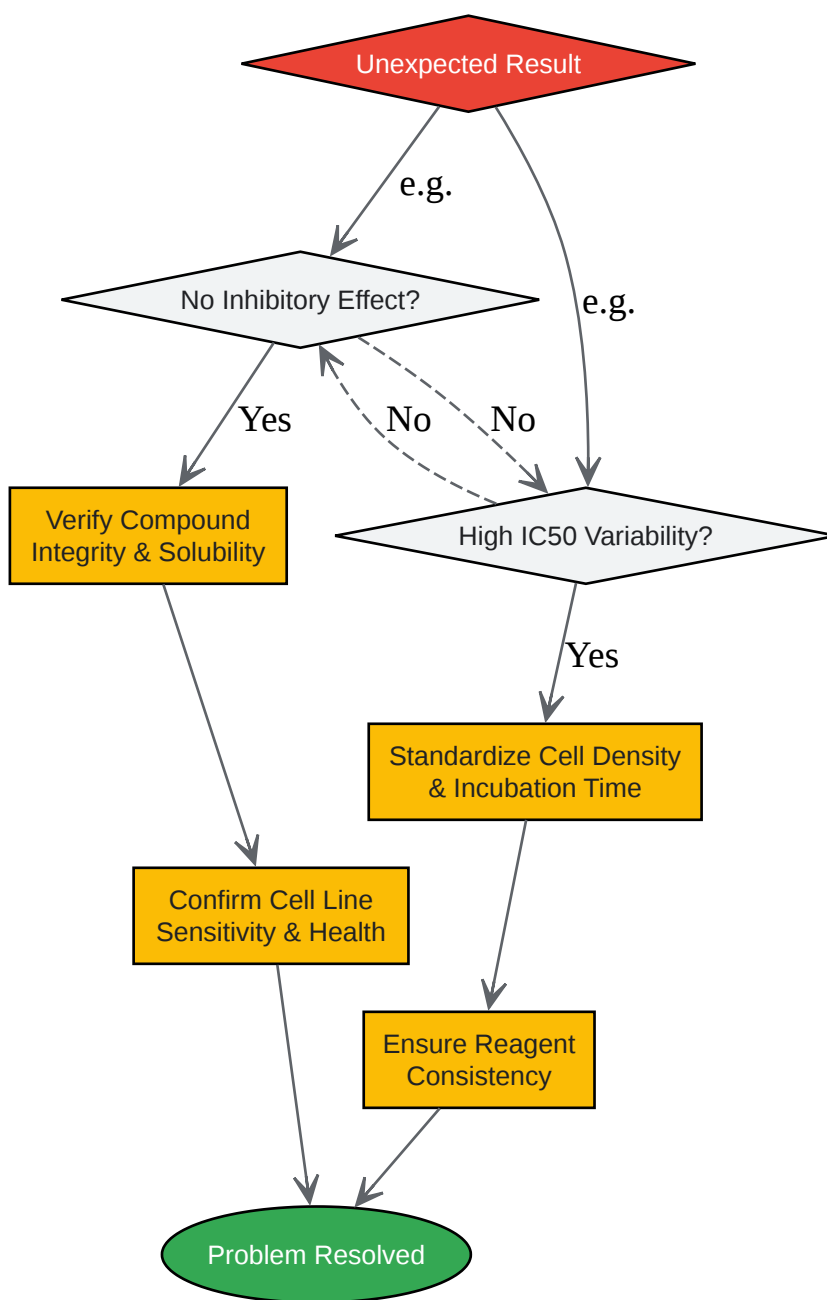 Unexpected Result
e.g.
No Inhibitory Effect?
e.g.
Yes
No
No
Verify Compound
Integrity & Solubility
High IC50 Variability?
Yes
Standardize Cell Density
& Incubation Time
Confirm Cell Line
Sensitivity & Health
Ensure Reagent
Consistency
Problem Resolved